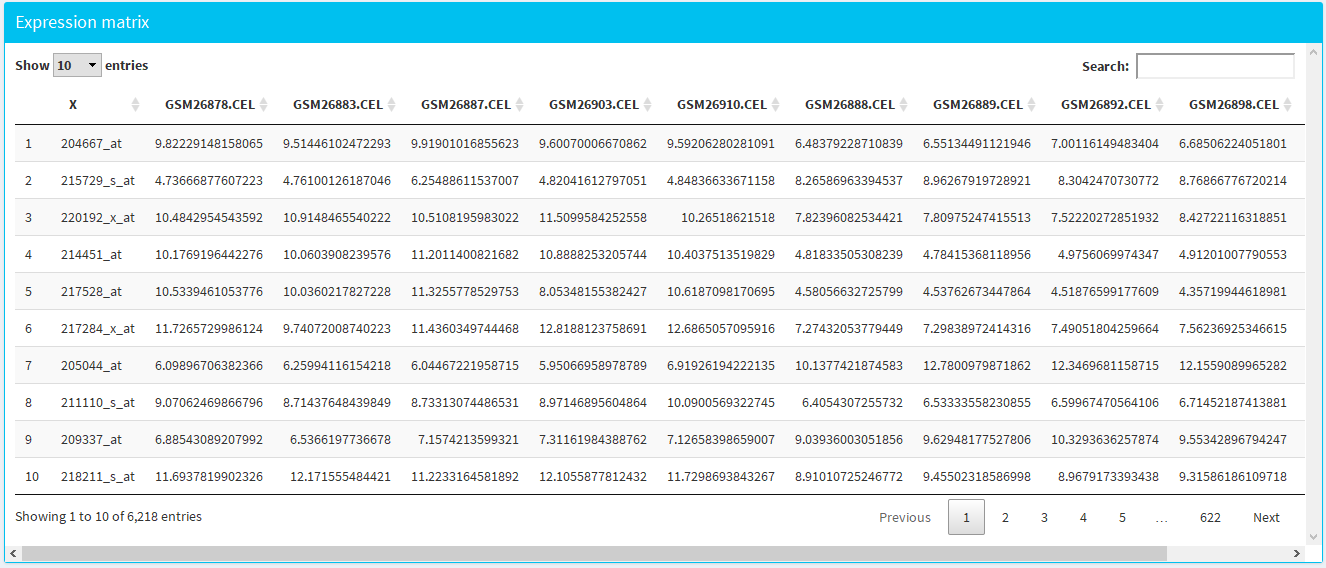 Expression matrix
Show 10 entries Search:
X GSM26878.CEL GSM26883.CEL GSM26887.CEL GSM26903.CEL GSM26910.CEL GSM26888.CEL GSM26889.CEL GSM26892.CEL GSM26898.CEL
1 204667_at 9.82229148158065 9.51446102472293 9.91901016855623 9.60070006670862 9.59206280281091 6.48379228710839 6.55134491121946 7.00116149483404 6.68506224051801
2 215729_s_at 4.73666877607223 4.76100126187046 6.25488611537007 4.82041612797051 4.84836633671158 8.26586963394537 8.96267919728921 8.3042470730772 8.76866776720214
3 220192_x_at 10.4842954543592 10.9148465540222 10.5108195983022 11.5099584252558 10.26518621518 7.82396082534421 7.80975247415513 7.52220272851932 8.42722116318851
4 214451_at 10.1769196442276 10.0603908239576 11.2011400821682 10.8888253205744 10.4037513519829 4.81833505308239 4.78415368118956 4.9756069974347 4.91201007790553
5 217528_at 10.5339461053776 10.0360217827228 11.3255778529753 8.05348155382427 10.6187098170695 4.58056632725799 4.53762673447864 4.51876599177609 4.35719944618981
6 217284_x_at 11.7265729986124 9.74072008740223 11.4360349744468 12.8188123758691 12.6865057095916 7.27432053779449 7.29838972414316 7.49051804259664 7.56236925346615
7 205044_at 6.09896706382366 6.25994116154218 6.04467221958715 5.95066958978789 6.91926194222135 10.1377421874583 12.7800979871862 12.3469681158715 12.1559089965282
8 211110_s_at 9.07062469866796 8.71437648439849 8.73313074486531 8.97146895604864 10.0900569322745 6.4054307255732 6.53333558230855 6.59967470564106 6.71452187413881
9 209337_at 6.88543089207992 6.5366197736678 7.1574213599321 7.31161984388762 7.12658398659007 9.03936003051856 9.62948177527806 10.3293636257874 9.55342896794247
10 218211_s_at 11.6937819902326 12.171555484421 11.2233164581892 12.1055877812432 11.7298693843267 8.91010725246772 9.45502318586998 8.9679173393438 9.31586186109718
Showing 1 to 10 of 6,218 entries Previous 1 2 3 4 5 … 622 Next